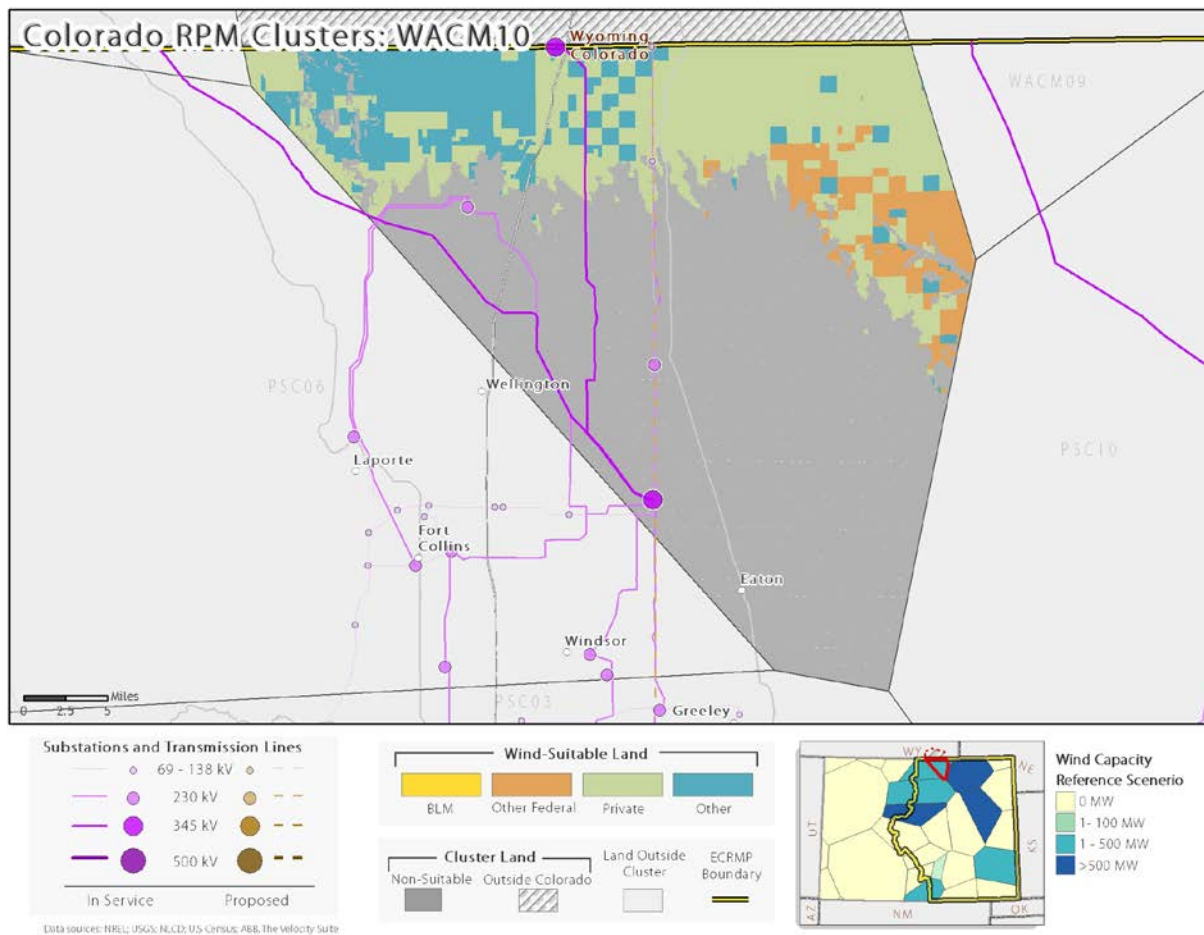 Colorado RPM Clusters: WACM10
Wyoming
Colorado
WACM09
PSC06
Wellington
PSC10
Laporte
Fort
Collins
Eaton
Windsor
Miles
0 2.5 5
PSC03
Greeley
Substations and Transmission Lines
69 - 138 kV
230 kV
345 kV
500 kV
In Service Proposed
Wind-Suitable Land
BLM Other Federal Private Other
Cluster Land
Non-Suitable Outside Colorado
Land Outside
Cluster
ECRMP
Boundary
WY
NE
UT
KS
AZ
NM
OK
Wind Capacity
Reference Scenerio
0 MW
1- 100 MW
1 - 500 MW
>500 MW
Data sources: NREL; USGS; NLCD; U.S Census; ABB, The Velocity Suite